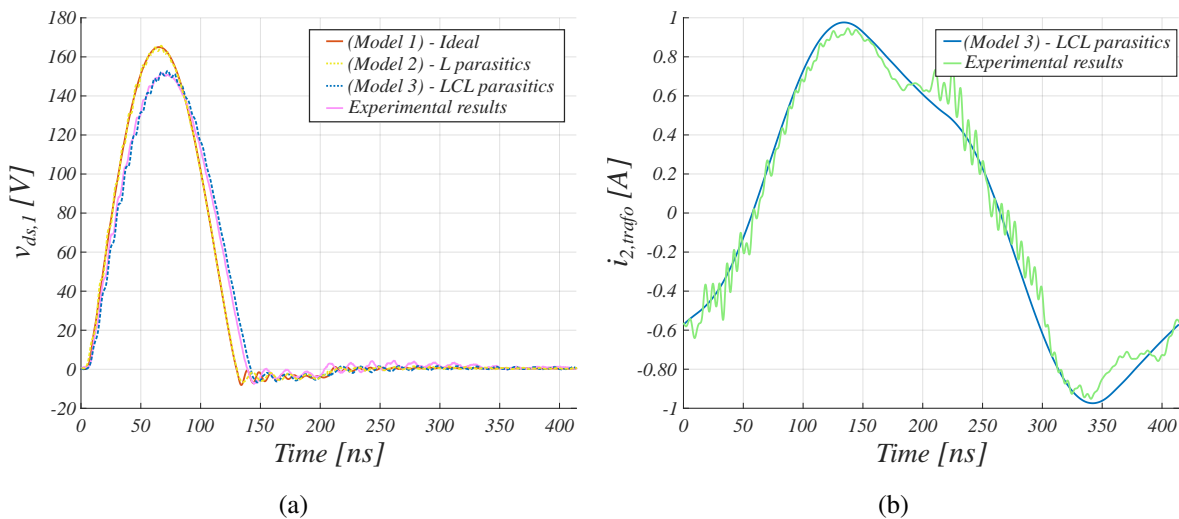 180
160
140
120
100
80
60
40
20
0
-20
v_{ds,1} [V]
(Model 1) - Ideal
(Model 2) - L parasitics
(Model 3) - LCL parasitics
Experimental results
0 50 100 150 200 250 300 350 400
Time [ns]
(a)
1
0.8
0.6
0.4
0.2
0
-0.2
-0.4
-0.6
-0.80
-1
i_{2,trafo} [A]
(Model 3) - LCL parasitics
Experimental results
0 50 100 150 200 250 300 350 400
Time [ns]
(b)